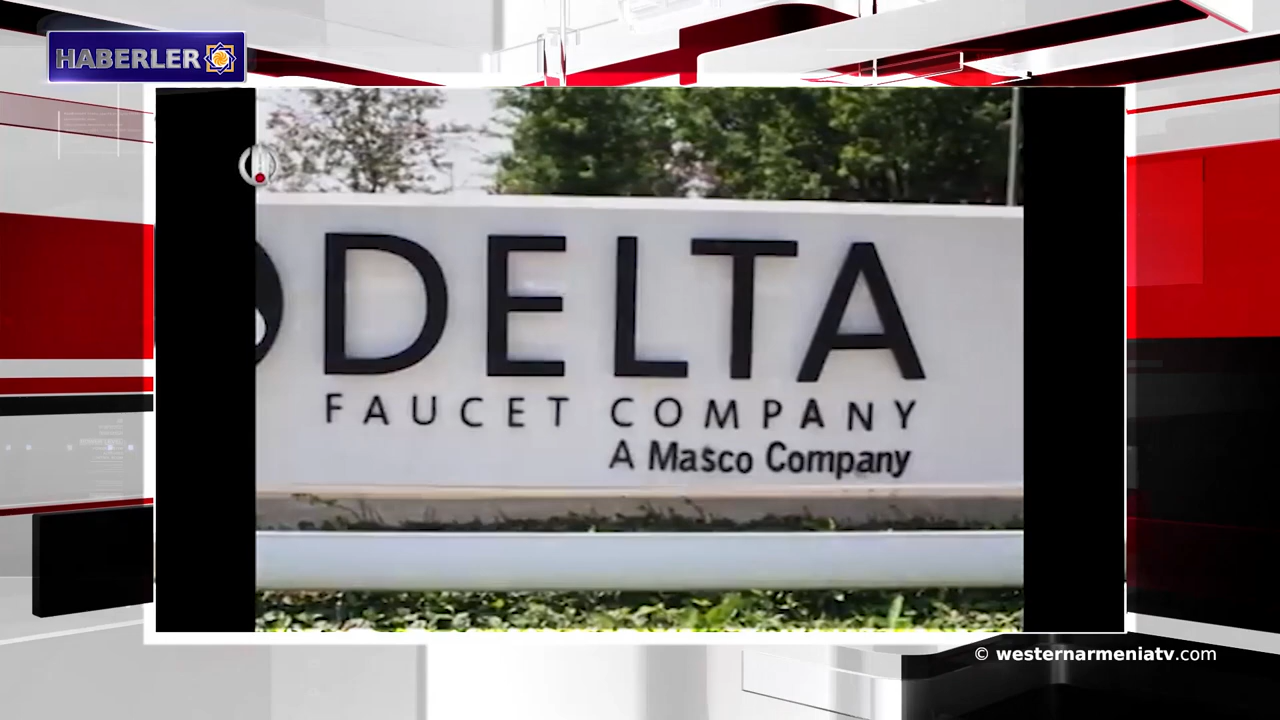 HABERLER
DELTA
FAUCET COMPANY
A Masco Company
© westernarmeniatv.com